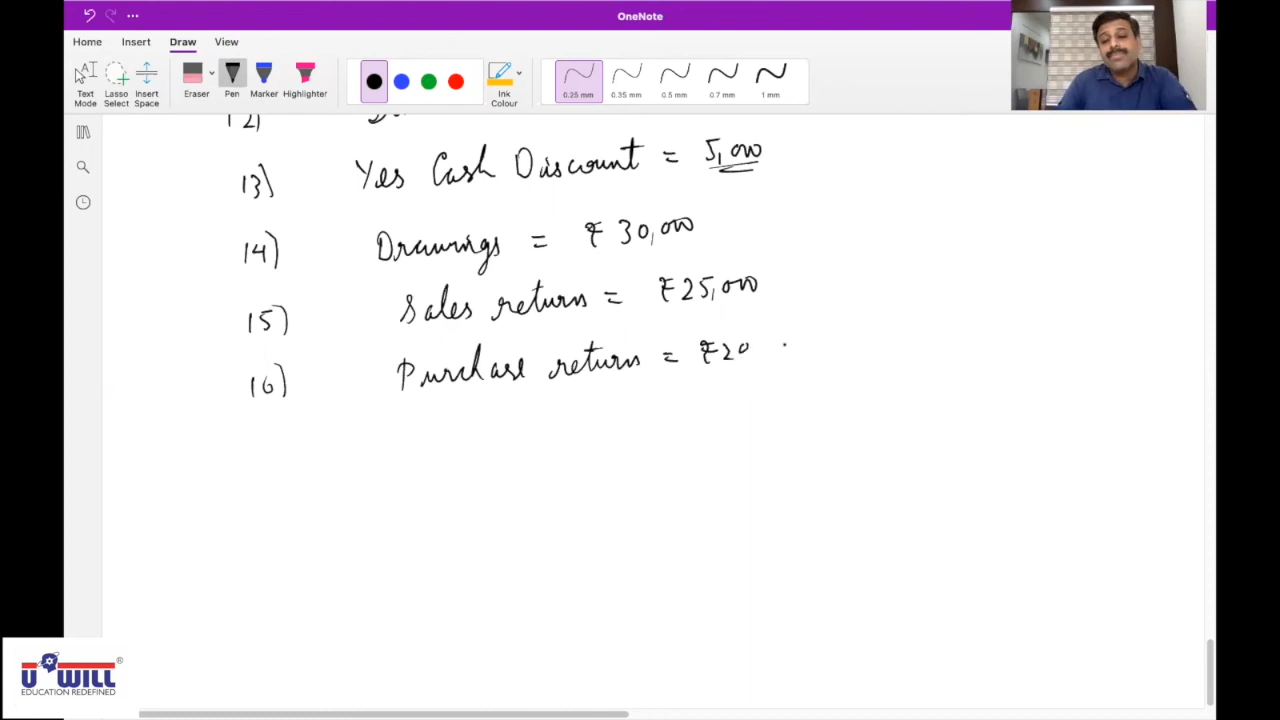 OneNote
Home Insert Draw View
Text Mode Lasso Select Insert Space Eraser Pen Marker Highlighter Ink Colour 0.25 mm 0.35 mm 0.5 mm 0.7 mm 1 mm
12)
13) Yes Cash Discount = 5,000
14) Drawings = ₹ 30,000
15) Sales return = ₹25,000
16) Purchase return = ₹20
U WILL ®
EDUCATION REDEFINED